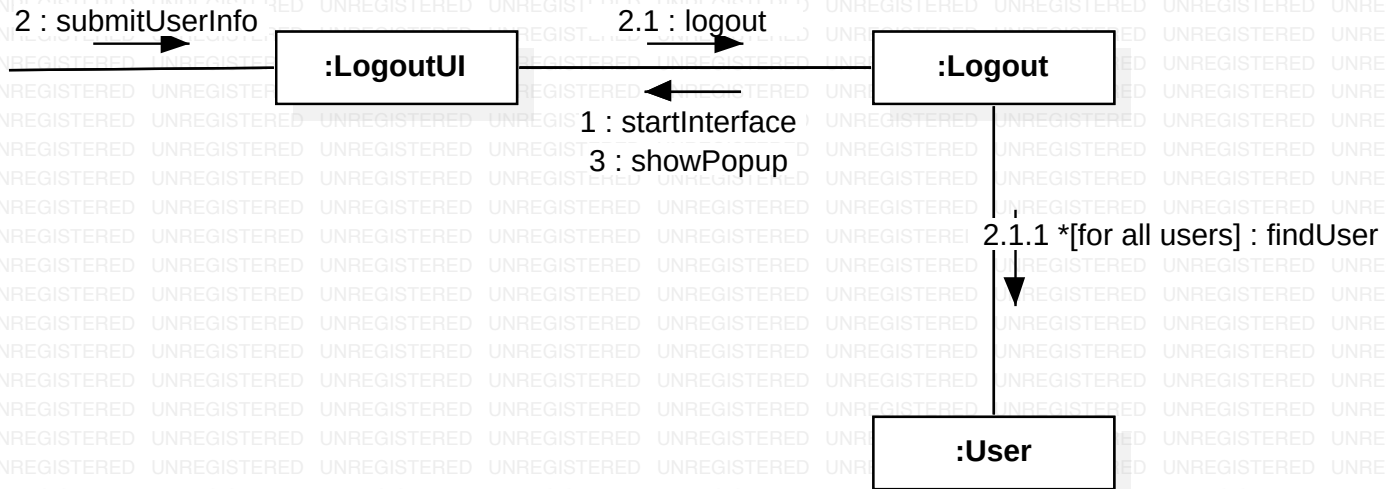 2 : submitUserInfo
2.1 : logout
:LogoutUI
:Logout
1 : startInterface
3 : showPopup
2.1.1 *[for all users] : findUser
:User
UNREGISTERED